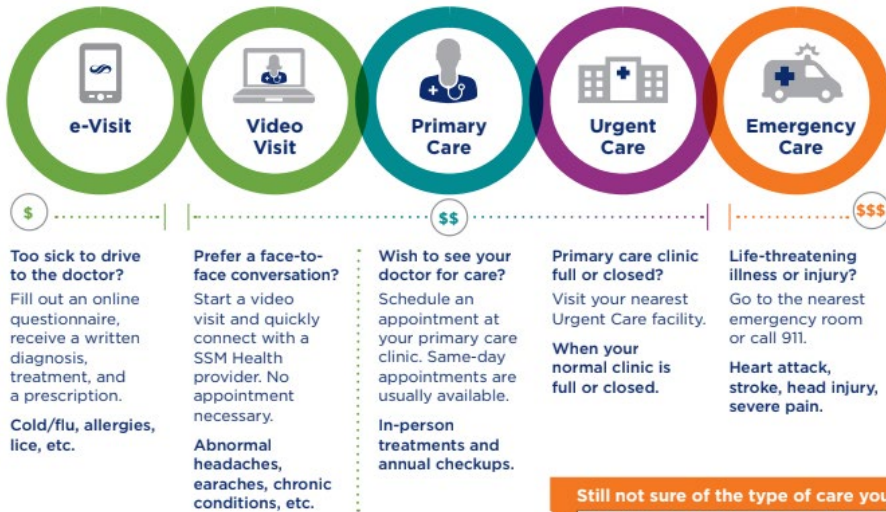 e-Visit
Video
Visit
Primary
Care
Urgent
Care
Emergency
Care
$
$$
$$$
Too sick to drive
to the doctor?
Fill out an online
questionnaire,
receive a written
diagnosis,
treatment, and
a prescription.
Cold/flu, allergies,
lice, etc.
Prefer a face-to-
face conversation?
Start a video
visit and quickly
connect with a
SSM Health
provider. No
appointment
necessary.
Abnormal
headaches,
earaches, chronic
conditions, etc.
Wish to see your
doctor for care?
Schedule an
appointment at
your primary care
clinic. Same-day
appointments are
usually available.
In-person
treatments and
annual checkups.
Primary care clinic
full or closed?
Visit your nearest
Urgent Care facility.
When your
normal clinic is
full or closed.
Life-threatening
illness or injury?
Go to the nearest
emergency room
or call 911.
Heart attack,
stroke, head injury,
severe pain.
Still not sure of the type of care you